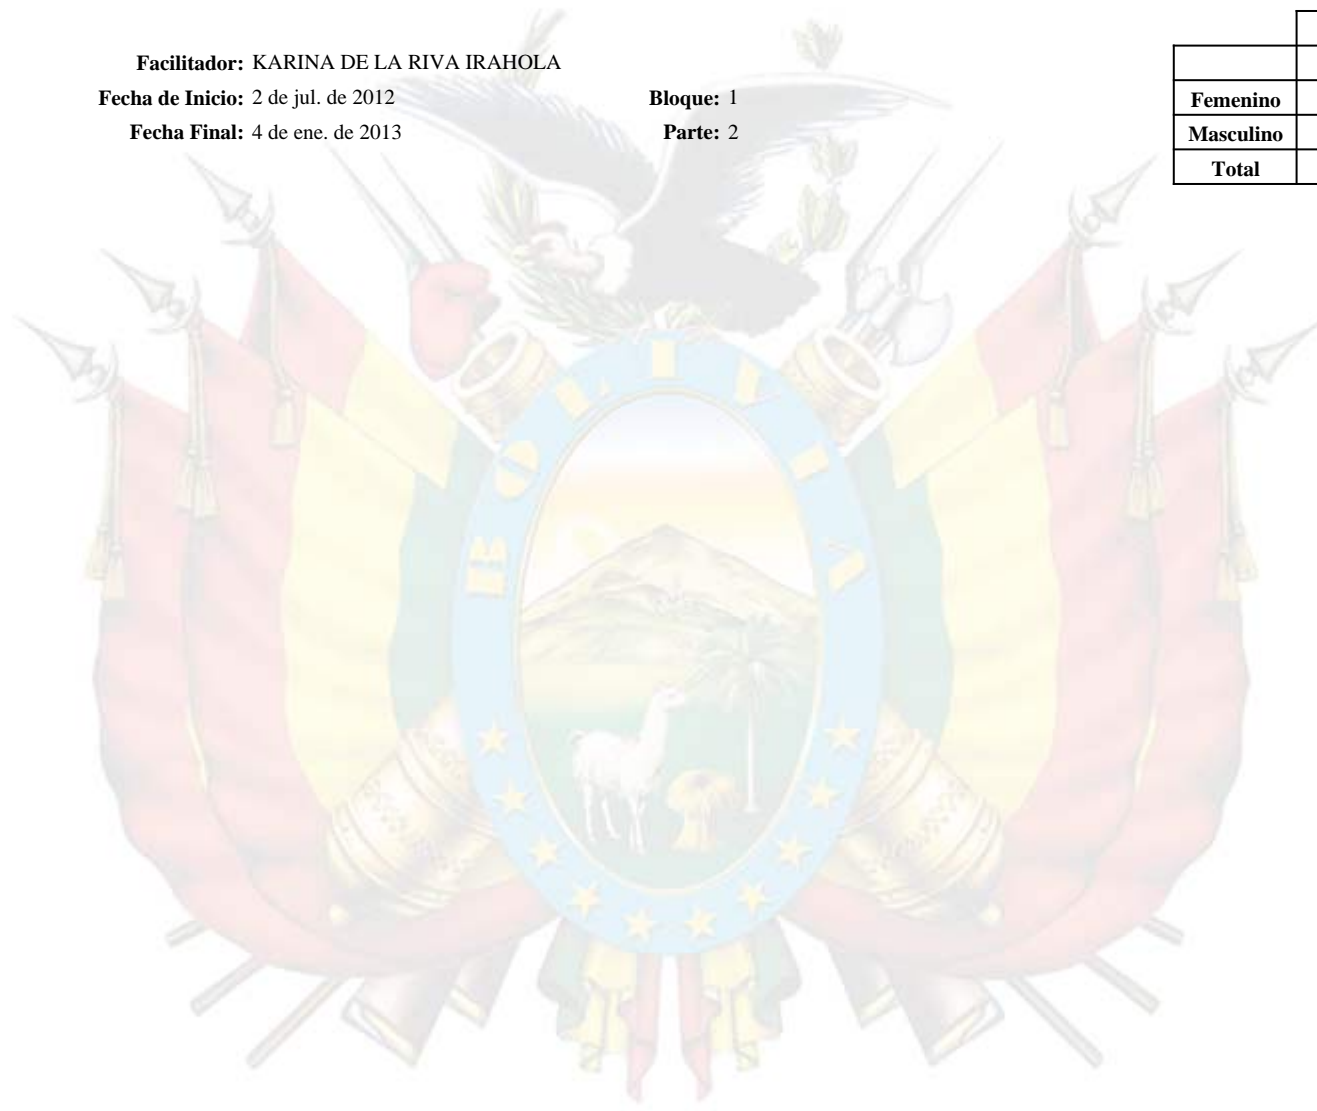 Facilitador: KARINA DE LA RIVA IRAHOLA
Fecha de Inicio: 2 de jul. de 2012 Bloque: 1
Fecha Final: 4 de ene. de 2013 Parte: 2
Femenino
Masculino
Total
BOLIVIA